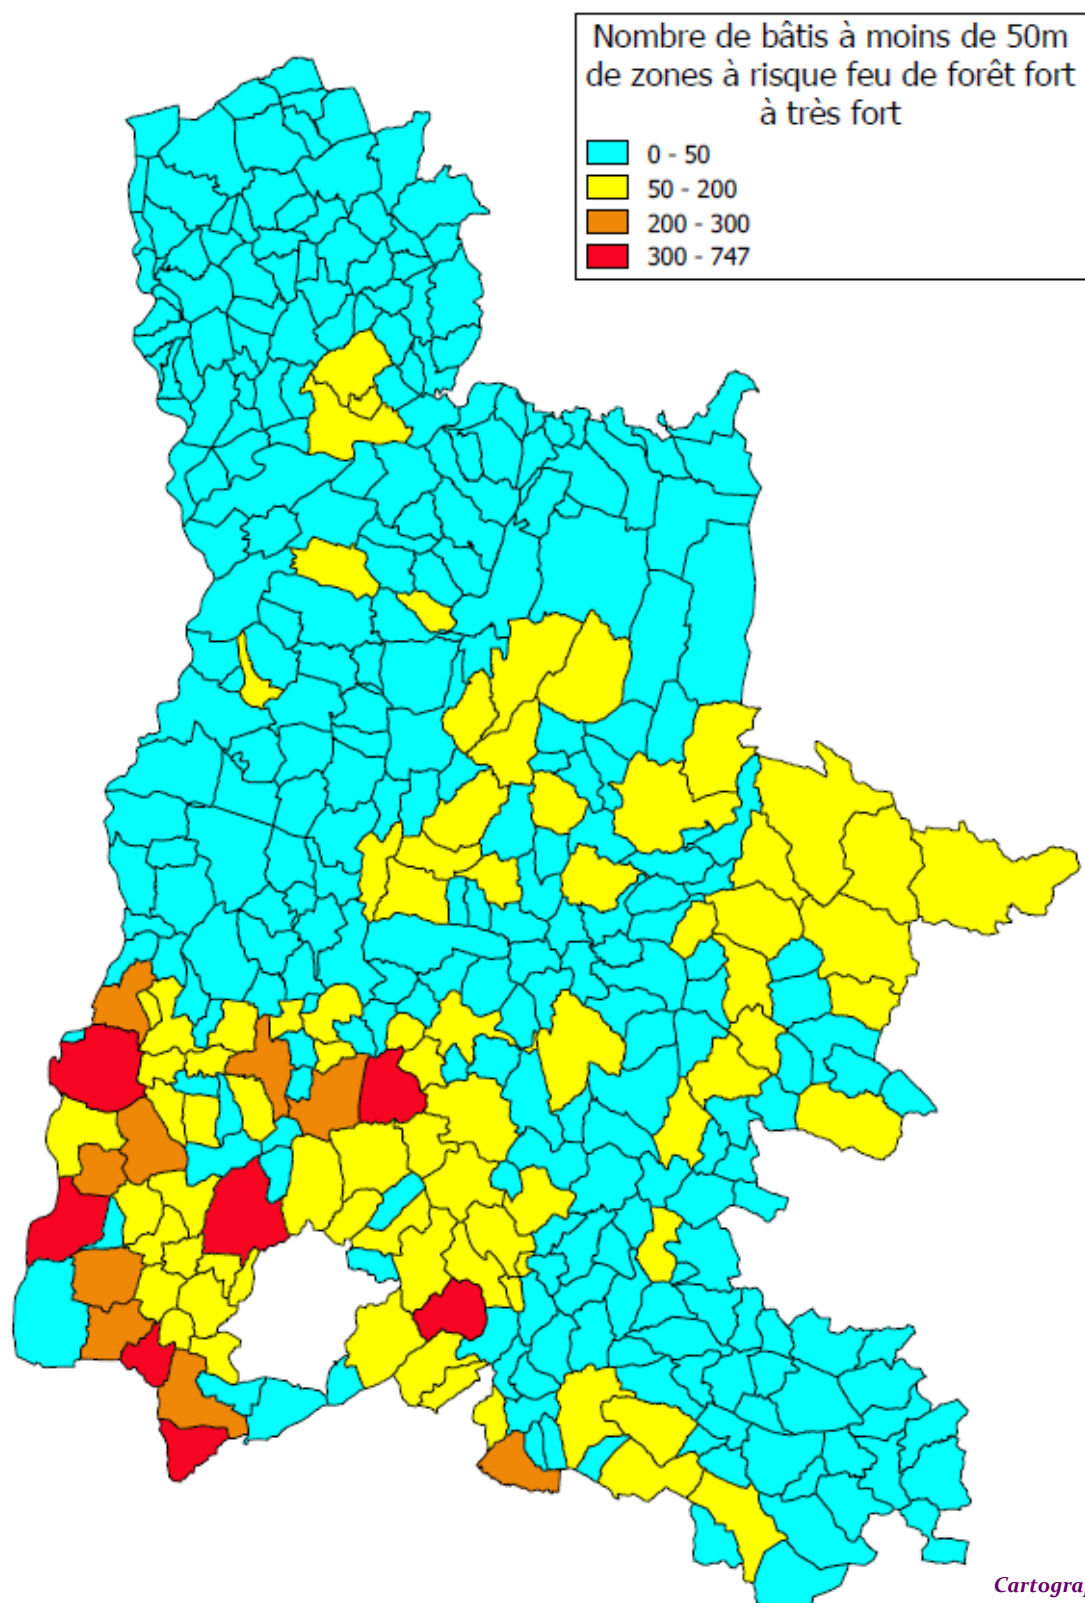 Nombre de bâtis à moins de 50m
de zones à risque feu de forêt fort
à très fort
0 - 50
50 - 200
200 - 300
300 - 747